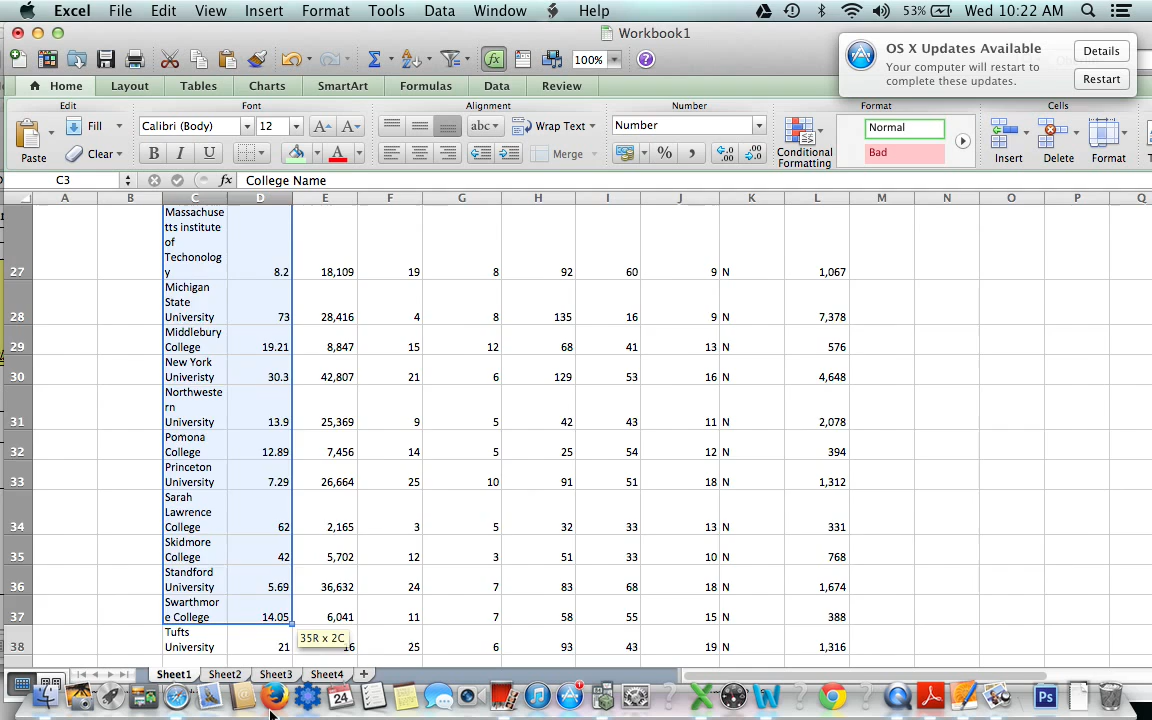 Excel File Edit View Insert Format Tools Data Window Help 53% Wed 10:22 AM
Workbook1
OS X Updates Available
Your computer will restart to
complete these updates.
Details
Restart
100%
Home Layout Tables Charts SmartArt Formulas Data Review
Edit Font Alignment Number Format Cells
Fill Calibri (Body) 12 A A abc Wrap Text Number Normal
Paste Clear B I U A Merge % Conditional Formatting Bad Insert Delete Format
C3 fx College Name
A B C D E F G H I J K L M N O P Q
Massachuse
tts institute
of
Techonolog
27 y 8.2 18,109 19 8 92 60 9 N 1,067
Michigan
State
28 University 73 28,416 4 8 135 16 9 N 7,378
Middlebury
29 College 19.21 8,847 15 12 68 41 13 N 576
New York
30 Univeristy 30.3 42,807 21 6 129 53 16 N 4,648
Northweste
rn
31 University 13.9 25,369 9 5 42 43 11 N 2,078
Pomona
32 College 12.89 7,456 14 5 25 54 12 N 394
Princeton
33 University 7.29 26,664 25 10 91 51 18 N 1,312
Sarah
Lawrence
34 College 62 2,165 3 5 32 33 13 N 331
Skidmore
35 College 42 5,702 12 3 51 33 10 N 768
Standford
36 University 5.69 36,632 24 7 83 68 18 N 1,674
Swarthmor
37 e College 14.05 6,041 11 7 58 55 15 N 388
Tufts
38 University 21 16 25 6 93 43 19 N 1,316
35R x 2C
Sheet1 Sheet2 Sheet3 Sheet4 +
24
Ps